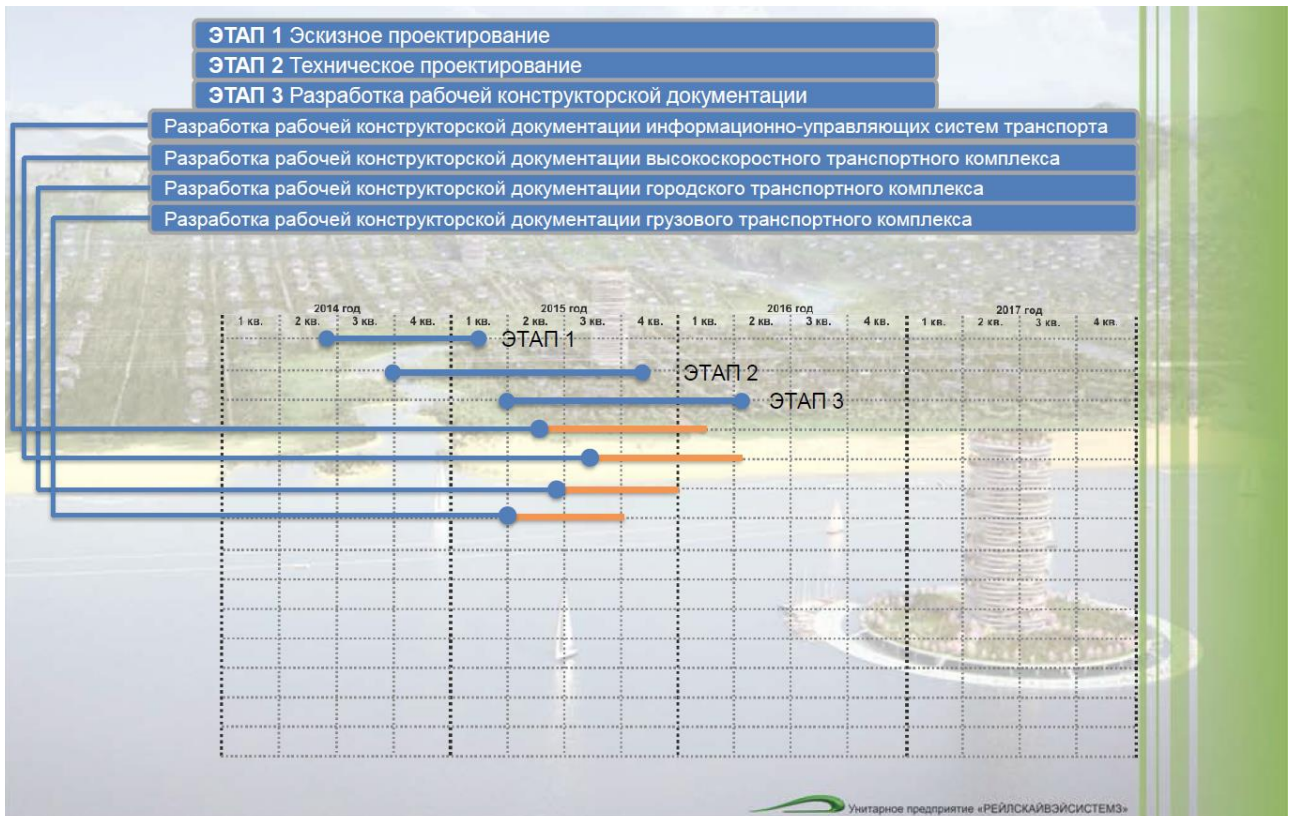 ЭТАП 1 Эскизное проектирование
ЭТАП 2 Техническое проектирование
ЭТАП 3 Разработка рабочей конструкторской документации
Разработка рабочей конструкторской документации информационно-управляющих систем транспорта
Разработка рабочей конструкторской документации высокоскоростного транспортного комплекса
Разработка рабочей конструкторской документации городского транспортного комплекса
Разработка рабочей конструкторской документации грузового транспортного комплекса
2014 год 2015 год 2016 год 2017 год
1 кв. 2 кв. 3 кв. 4 кв. 1 кв. 2 кв. 3 кв. 4 кв. 1 кв. 2 кв. 3 кв. 4 кв. 1 кв. 2 кв. 3 кв. 4 кв.
ЭТАП 1
ЭТАП 2
ЭТАП 3
Унитарное предприятие «РЕЙЛСКАЙВЭЙСИСТЕМЗ»